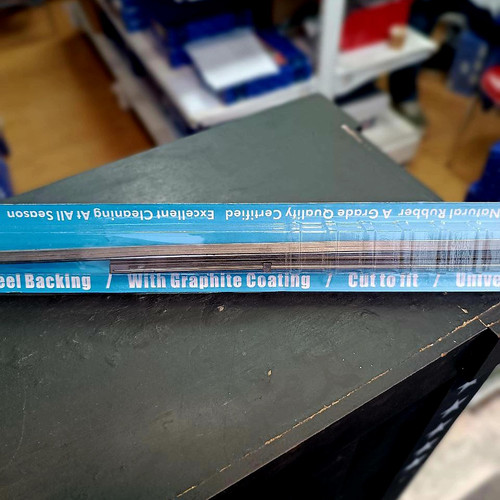 Natural Rubber A Grade Quality Certified Excellent Cleaning At All Season
eel Backing / With Graphite Coating / Cut to fit / Unive